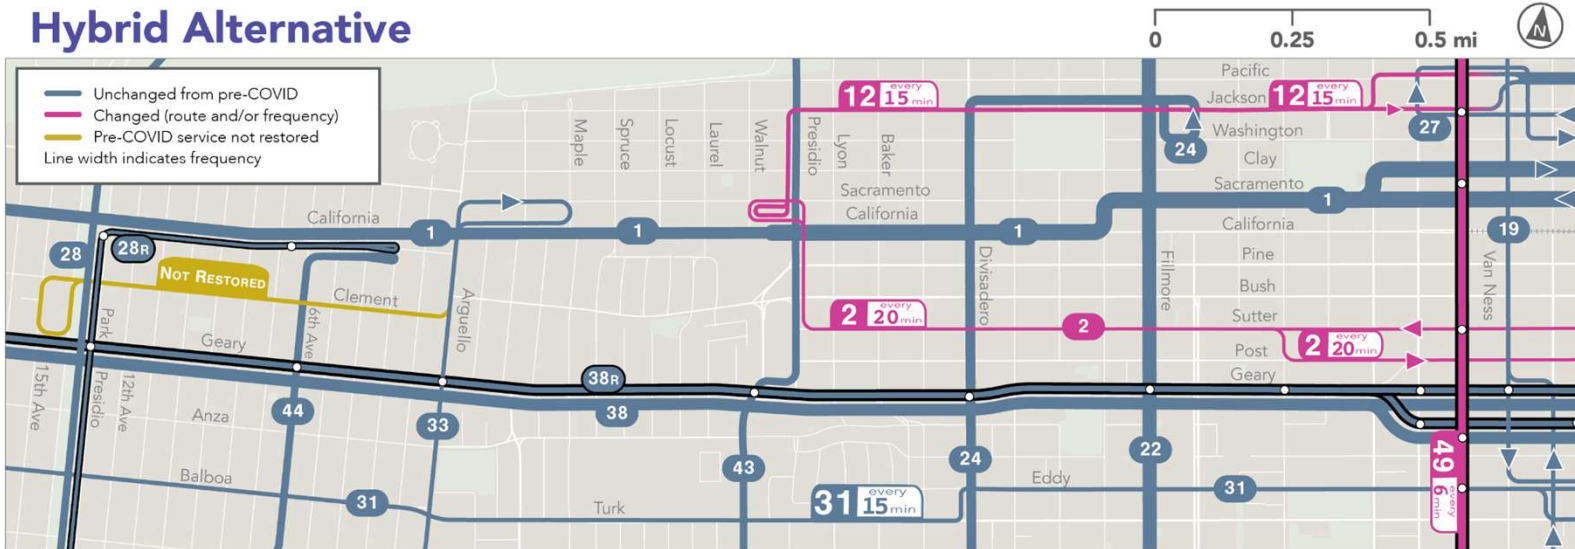 Hybrid Alternative
0 0.25 0.5 mi
N
Unchanged from pre-COVID
Changed (route and/or frequency)
Pre-COVID service not restored
Line width indicates frequency
Pacific
12 every 15 min
Jackson
12 every 15 min
27
Washington
24
Clay
Maple
Spruce
Locust
Laurel
Walnut
Presidio
Lyon
Baker
Sacramento
Sacramento
California
California
California
1
1
1
1
19
28
28R
NOT RESTORED
Clement
Pine
Bush
Divisadero
Fillmore
Van Ness
Arguello
6th Ave
Park
Presidio
2 every 20 min
2
Sutter
Post
2 every 20 min
Geary
Geary
38R
38
15th Ave
12th Ave
Anza
44
33
43
24
22
49 every 6 min
Balboa
31
Turk
31 every 15 min
Eddy
31